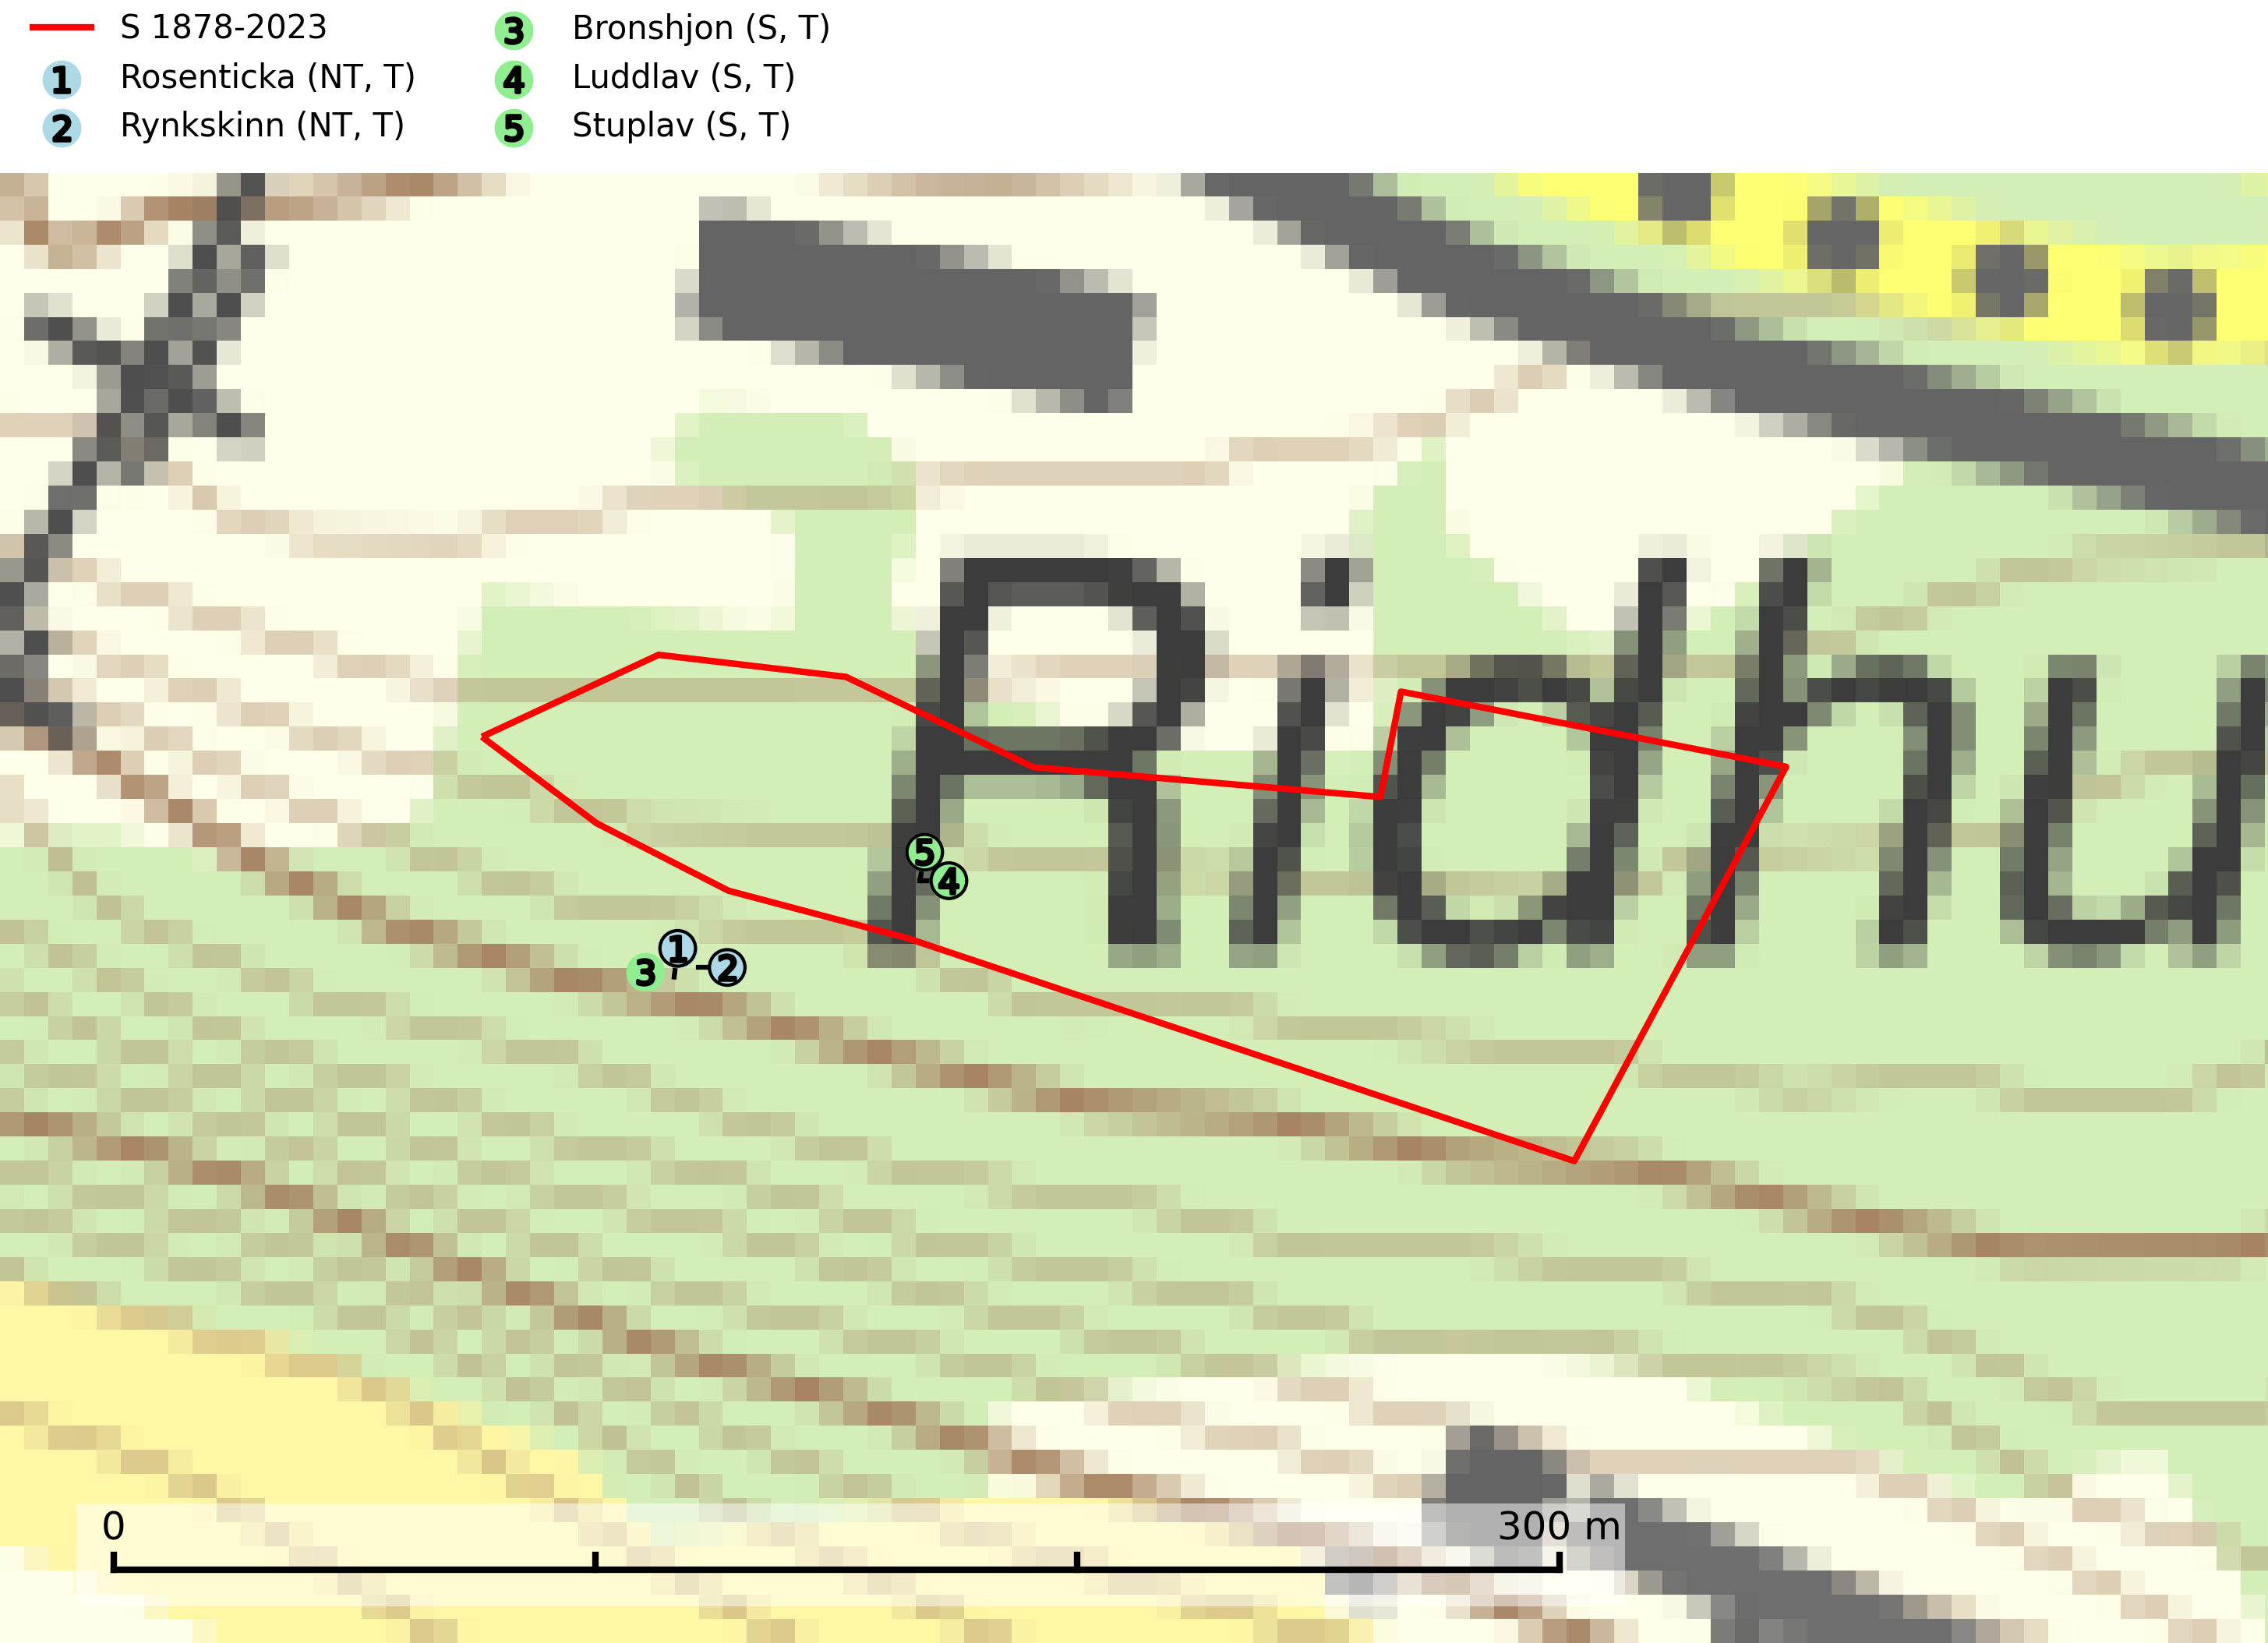 S 1878-2023
1 Rosenticka (NT, T)
2 Rynkskinn (NT, T)
3 Bronshjon (S, T)
4 Luddlav (S, T)
5 Stuplav (S, T)
Ridhu
5
4
1
2
3
0 300 m